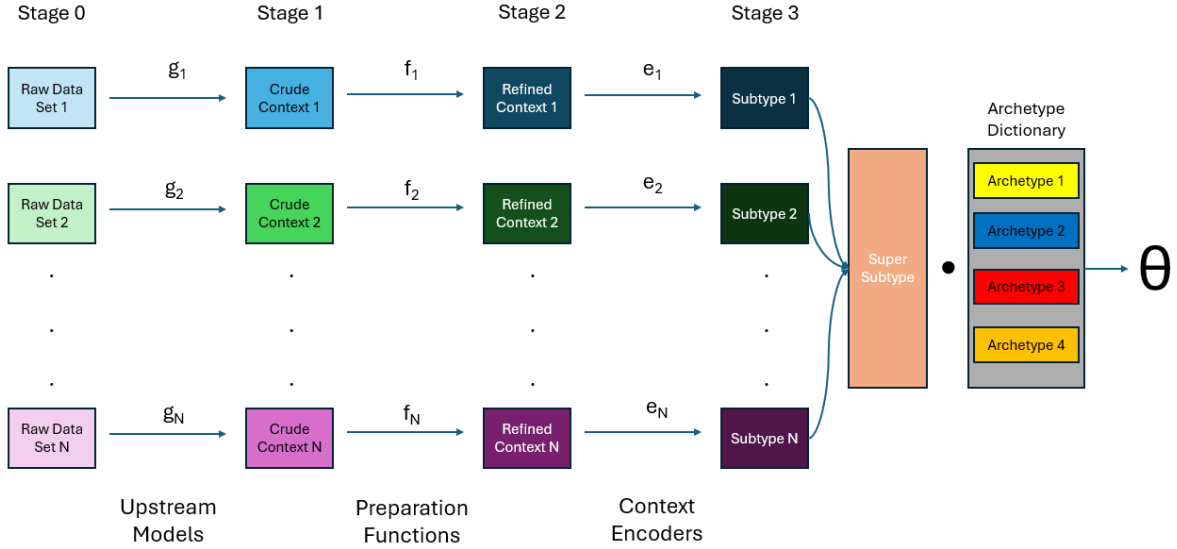 Stage 0
Stage 1
Stage 2
Stage 3
g1
f1
e1
Raw Data
Set 1
Crude
Context 1
Refined
Context 1
Subtype 1
Archetype
Dictionary
g2
f2
e2
Raw Data
Set 2
Crude
Context 2
Refined
Context 2
Subtype 2
Super
Subtype
•
Archetype 1
Archetype 2
Archetype 3
Archetype 4
θ
gN
fN
eN
Raw Data
Set N
Crude
Context N
Refined
Context N
Subtype N
Upstream
Models
Preparation
Functions
Context
Encoders